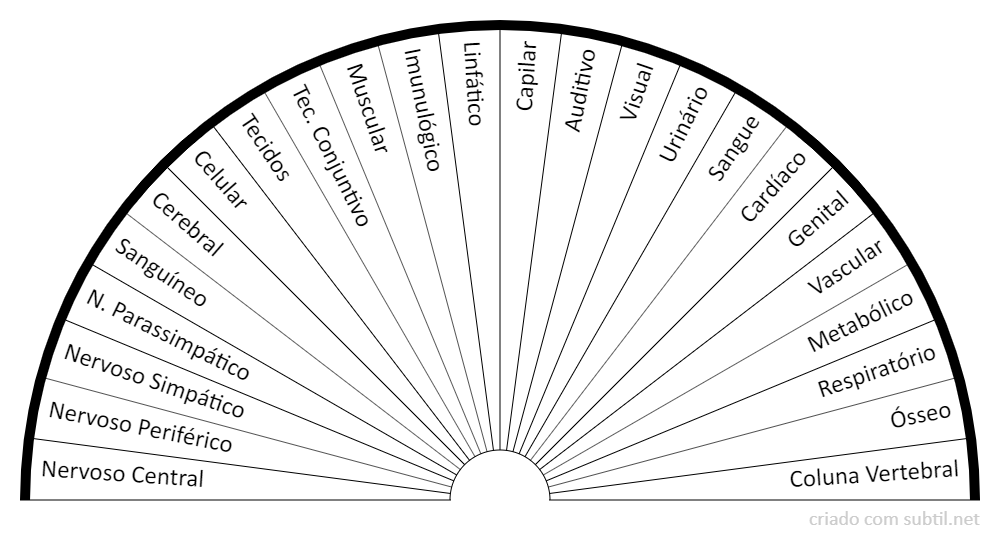 Nervoso Central
Nervoso Periférico
Nervoso Simpático
N. Parassimpático
Sanguíneo
Cerebral
Celular
Tecidos
Tec. Conjuntivo
Muscular
Imunulógico
Linfático
Capilar
Auditivo
Visual
Urinário
Sangue
Cardíaco
Genital
Vascular
Metabólico
Respiratório
Ósseo
Coluna Vertebral
criado com subtil.net